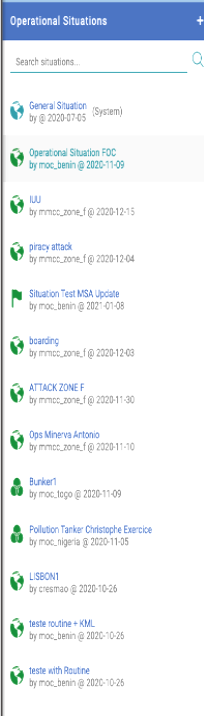 Operational Situations +
Search situations...
General Situation (System)
by @ 2020-07-05
Operational Situation FOC
by moc_benin @ 2020-11-09
IUU
by mmcc_zone_f @ 2020-12-15
piracy attack
by mmcc_zone_f @ 2020-12-04
Situation Test MSA Update
by moc_benin @ 2021-01-08
boarding
by mmcc_zone_f @ 2020-12-03
ATTACK ZONE F
by mmcc_zone_f @ 2020-11-30
Ops Minerva Antonio
by mmcc_zone_f @ 2020-11-10
Bunker1
by moc_togo @ 2020-11-09
Pollution Tanker Christophe Exercice
by moc_nigeria @ 2020-11-05
LISBON1
by cresmao @ 2020-10-26
teste routine + KML
by moc_benin @ 2020-10-26
teste with Routine
by moc_benin @ 2020-10-26